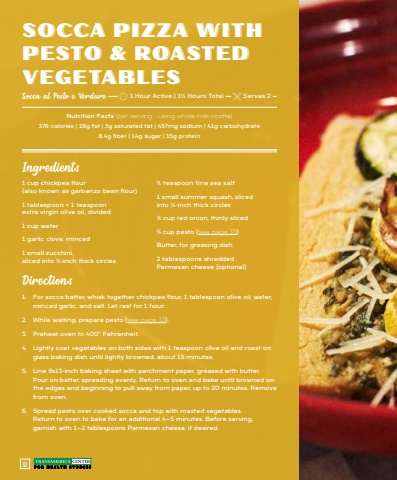 SOCCA PIZZA WITH
PESTO & ROASTED
VEGETABLES
Socca al Pesto e Verdure — 1 Hour Active | 1½ Hours Total — Serves 2 —
Nutrition Facts (per serving - using whole milk ricotta)
376 calories | 18g fat | 3g saturated fat | 457mg sodium | 41g carbohydrate
8.4g fiber | 14g sugar | 15g protein
Ingredients
1 cup chickpea flour
(also known as garbanzo bean flour)
1 tablespoon + 1 teaspoon
extra virgin olive oil, divided
1 cup water
1 garlic clove, minced
1 small zucchini,
sliced into ¼-inch thick circles
teaspoon fine sea salt
1 small summer squash, sliced
into ¼-inch thick circles
cup red onion, thinly sliced
cup pesto (see page 33)
Butter, for greasing dish
2 tablespoons shredded
Parmesan cheese (optional)
Directions
1. For socca batter, whisk together chickpea flour, 1 tablespoon olive oil, water,
minced garlic, and salt. Let rest for 1 hour.
2. While waiting, prepare pesto (see page 33).
3. Preheat oven to 400° Fahrenheit.
4. Lightly coat vegetables on both sides with 1 teaspoon olive oil and roast on
glass baking dish until lightly browned, about 15 minutes.
5. Line 9x13-inch baking sheet with parchment paper, greased with butter.
Pour on batter, spreading evenly. Return to oven and bake until browned on
the edges and beginning to pull away from paper, up to 20 minutes. Remove
from oven.
6. Spread pesto over cooked socca and top with roasted vegetables.
Return to oven to bake for an additional 4–5 minutes. Before serving,
garnish with 1–2 tablespoons Parmesan cheese, if desired.
TRANSAMERICA CENTER
FOR HEALTH STUDIES